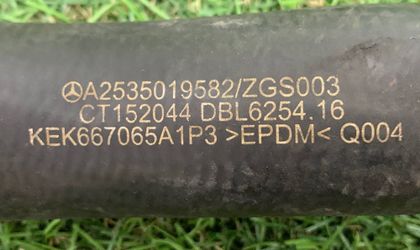 A2535019582/ZGS003
CT152044 DBL6254.16
KEK667065A1P3 >EPDM< Q004